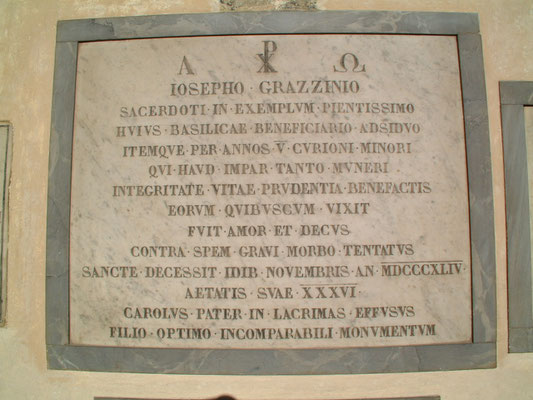 Α ☧ Ω
IOSEPHO · GRAZZINIO
SACERDOTI · IN · EXEMPLVM · PIENTISSIMO
HVIVS · BASILICAE · BENEFICIARIO · ADSIDVO
ITEMQVE · PER · ANNOS · V̅ · CVRIONI · MINORI
QVI · HAVD · IMPAR · TANTO · MVNERI
INTEGRITATE · VITAE · PRVDENTIA · BENEFACTIS
EORVM · QVIBVSCVM · VIXIT
FVIT · AMOR · ET · DECVS
CONTRA · SPEM · GRAVI · MORBO · TENTATVS
SANCTE · DECESSIT · IDIB · NOVEMBRIS · AN · MDCCCXLIV
AETATIS · SVAE · XXXVI
CAROLVS · PATER · IN · LACRIMAS · EFFVSVS
FILIO · OPTIMO · INCOMPARABILI · MONVMENTVM